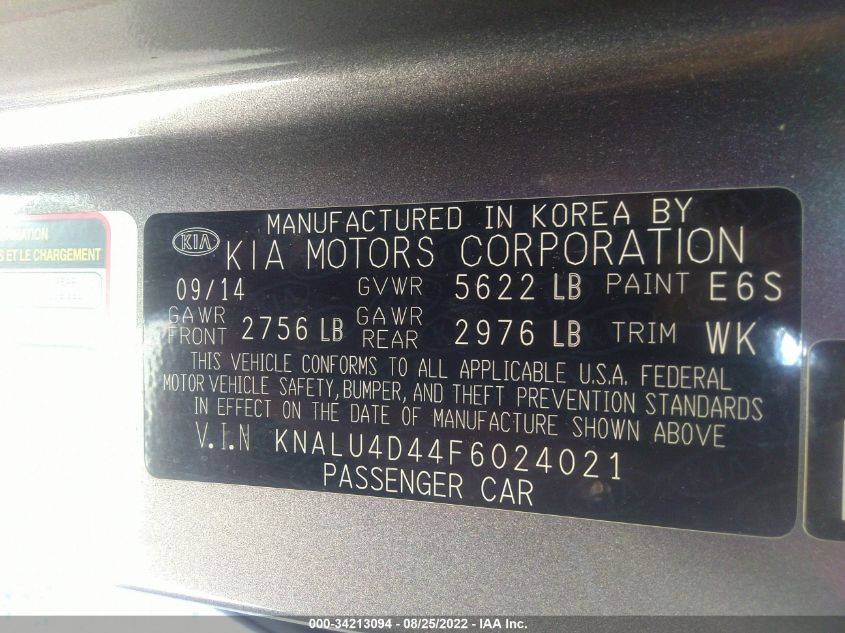 ATION
S ET LE CHARGEMENT
MANUFACTURED IN KOREA BY
KIA KIA MOTORS CORPORATION
09/14 GVWR 5622 LB PAINT E6S
GAWR FRONT 2756 LB GAWR REAR 2976 LB TRIM WK
THIS VEHICLE CONFORMS TO ALL APPLICABLE U.S.A. FEDERAL
MOTOR VEHICLE SAFETY, BUMPER, AND THEFT PREVENTION STANDARDS
IN EFFECT ON THE DATE OF MANUFACTURE SHOWN ABOVE
V.I.N KNALU4D44F6024021
PASSENGER CAR
000-34213094 - 08/25/2022 - IAA Inc.